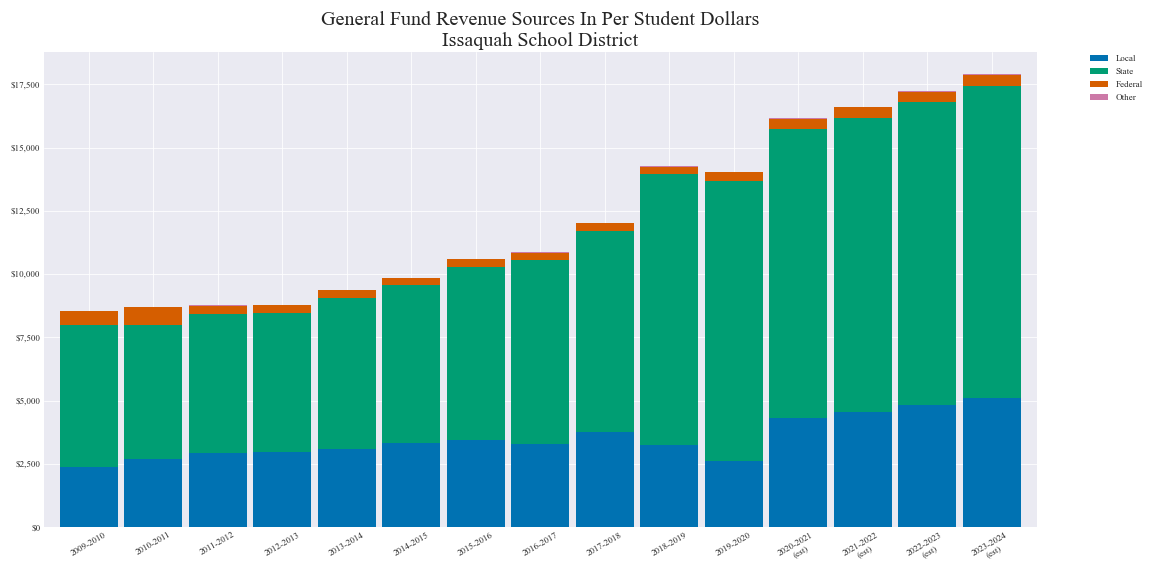 General Fund Revenue Sources In Per Student Dollars
Issaquah School District
Local
State
Federal
Other
$17,500
$15,000
$12,500
$10,000
$7,500
$5,000
$2,500
$0
2009-2010
2010-2011
2011-2012
2012-2013
2013-2014
2014-2015
2015-2016
2016-2017
2017-2018
2018-2019
2019-2020
2020-2021
(est)
2021-2022
(est)
2022-2023
(est)
2023-2024
(est)